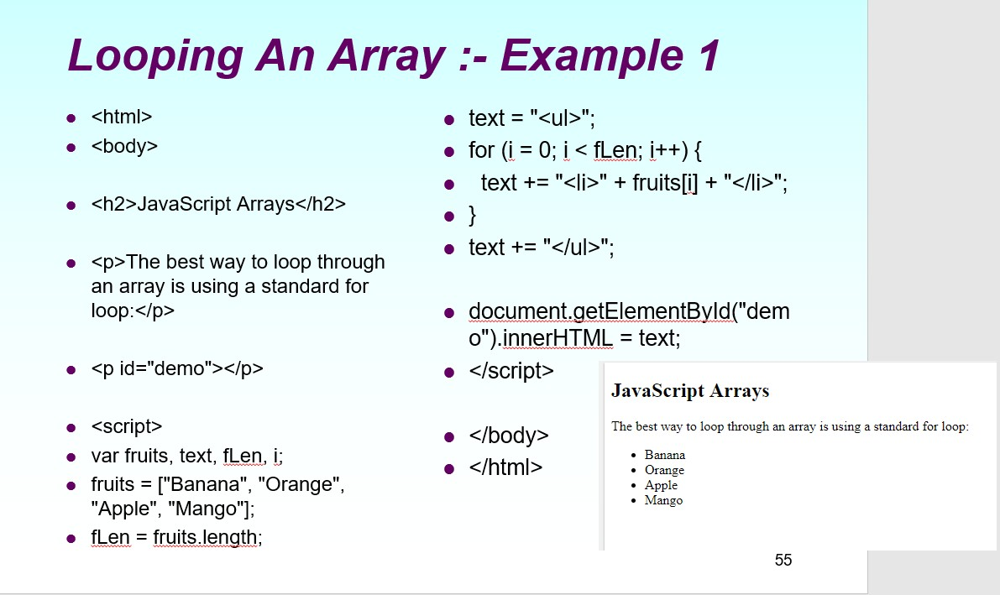 Looping An Array :- Example 1
<html>
<body>
<h2>JavaScript Arrays</h2>
<p>The best way to loop through
an array is using a standard for
loop:</p>
<p id="demo"></p>
<script>
var fruits, text, fLen, i;
fruits = ["Banana", "Orange",
"Apple", "Mango"];
fLen = fruits.length;
text = "<ul>";
for (i = 0; i < fLen; i++) {
text += "<li>" + fruits[i] + "</li>";
}
text += "</ul>";
document.getElementById("dem
o").innerHTML = text;
</script>
</body>
</html>
JavaScript Arrays
The best way to loop through an array is using a standard for loop:
Banana
Orange
Apple
Mango
55